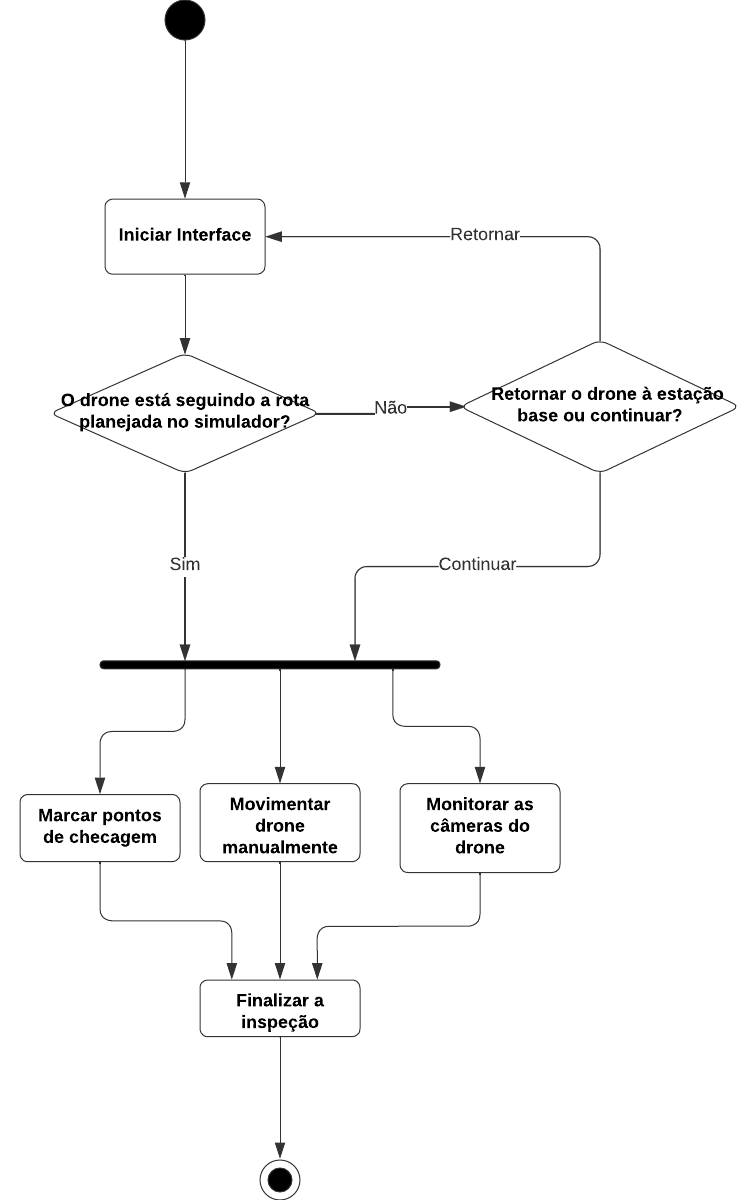 Iniciar Interface
Retornar
O drone está seguindo a rota
planejada no simulador?
Não
Retornar o drone à estação
base ou continuar?
Sim
Continuar
Marcar pontos
de checagem
Movimentar
drone
manualmente
Monitorar as
câmeras do
drone
Finalizar a
inspeção